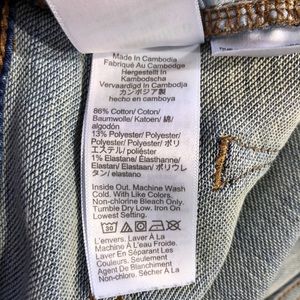 Made In Cambodia
Fabriqué Au Cambodge
Hergestellt In
Kambodscha
Vervaardigd In Cambodja
カンボジア製
hecho en camboya
86% Cotton/ Coton/
Baumwolle/ Katoen/ 綿/
algodón
13% Polyester/ Polyester/
Polyester/ Polyester/ ポリ
エステル/ poliéster
1% Elastane/ Élasthanne/
Elastan/ Elastaan/ ポリウレ
タン/ elastano
Inside Out. Machine Wash
Cold. With Like Colors.
Non-chlorine Bleach Only.
Tumble Dry Low. Iron On
Lowest Setting.
30
L'envers. Laver À La
Machine À L'eau Froide.
Laver En Séparant Les
Couleurs. Seulement
Agent De Blanchiment
Non-chloro. Sécher À La